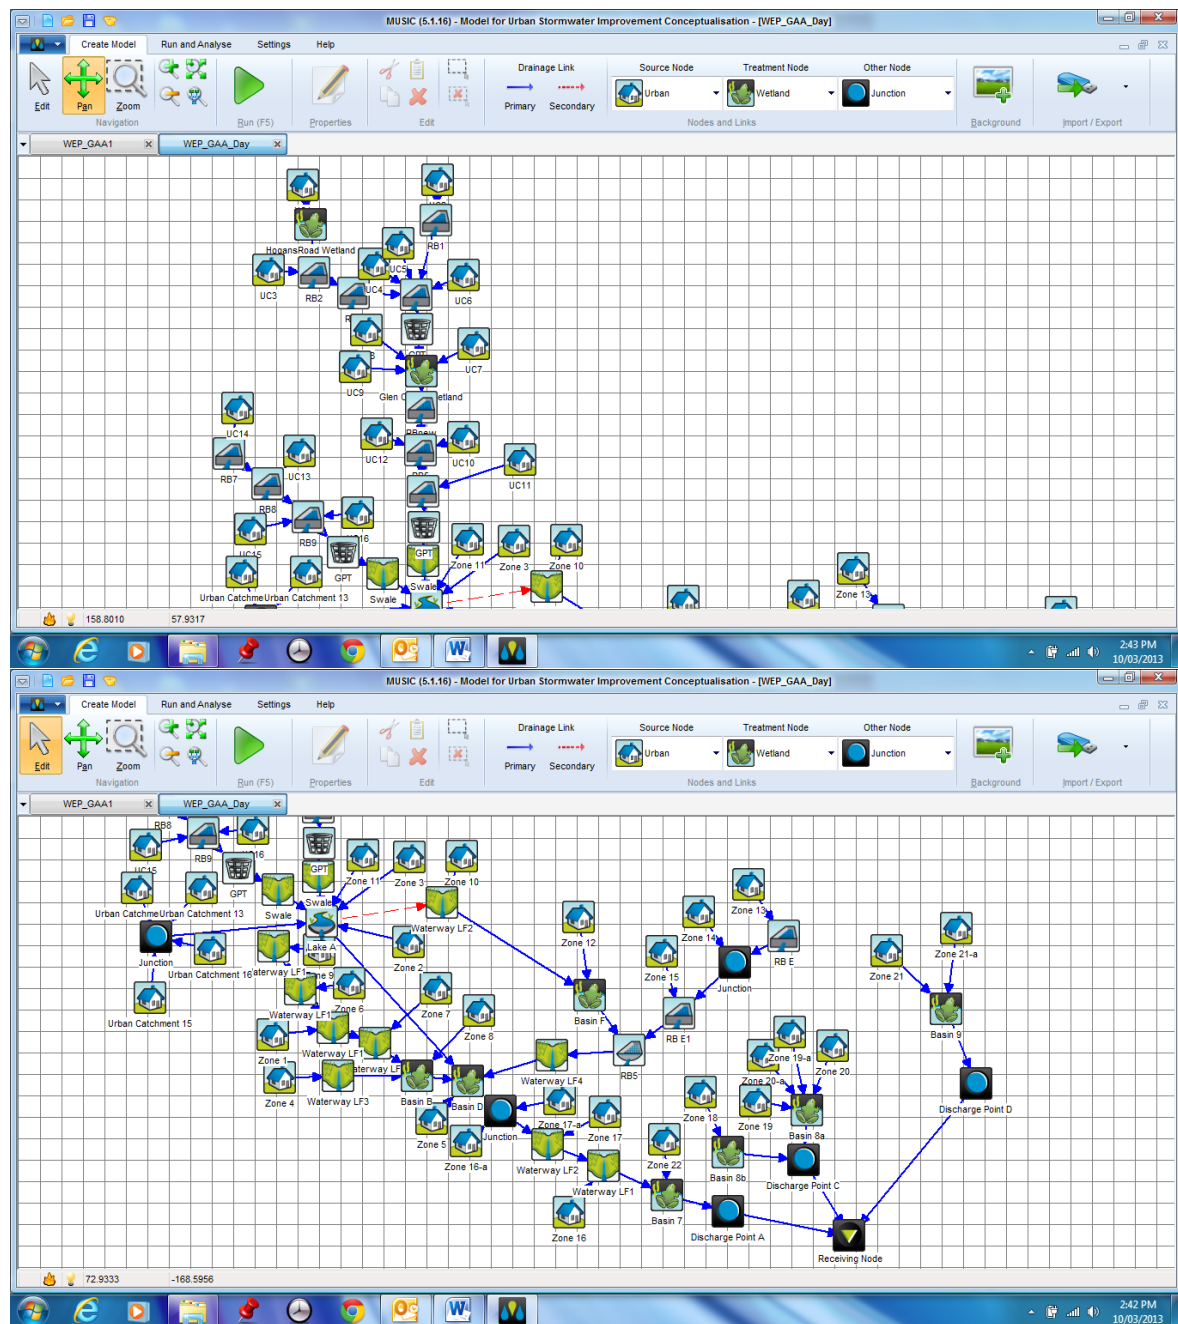 MUSIC (5.1.16) - Model for Urban Stormwater Improvement Conceptualisation - [WEP_GAA_Day]
Create Model Run and Analyse Settings Help
Drainage Link Source Node Treatment Node Other Node
Urban Wetland Junction
Edit Pan Zoom Primary Secondary
Navigation Run (F5) Properties Edit Nodes and Links Background Import / Export
WEP_GAA1 WEP_GAA_Day
HogansRoad Wetland
RB1
UC5
UC3 RB2 UC4 UC6
UC7
UC9
UC14
UC12 UC10
RB7 UC13 UC11
RB8
RB9
UC15
GPT
GPT
Zone 11 Zone 3 Zone 10
Swale
Urban Catchment 13 Swale
Zone 13
158.8010 57.9317
2:43 PM
10/03/2013
MUSIC (5.1.16) - Model for Urban Stormwater Improvement Conceptualisation - [WEP_GAA_Day]
Create Model Run and Analyse Settings Help
Drainage Link Source Node Treatment Node Other Node
Urban Wetland Junction
Edit Pan Zoom Primary Secondary
Navigation Run (F5) Properties Edit Nodes and Links Background Import / Export
WEP_GAA1 WEP_GAA_Day
RB8
RB9
UC15
GPT GPT
Zone 11 Zone 3 Zone 10
Swale
Urban Catchment 13 Swale
Zone 13
Waterway LF2
Zone 14
Lake A Zone 12
Junction Zone 2 Zone 21-a
RB E
Urban Catchment 16 Zone 15 Zone 21
Junction
Zone 6 Zone 7
Waterway LF1 Basin F
Urban Catchment 15
Zone 8 RB E1 Basin 9
Zone 1 Waterway LF1
Zone 19-a
Zone 20
RB5
Zone 4 Waterway LF3 Basin B Basin D Waterway LF4
Zone 20-a
Discharge Point D
Zone 18 Zone 19
Zone 5 Junction Zone 17-a Zone 17
Basin 8a
Zone 16-a Waterway LF2 Zone 22
Basin 8b
Discharge Point C
Waterway LF1
Basin 7
Zone 16 Discharge Point A
Receiving Node
72.9333 -168.5956
2:42 PM
10/03/2013